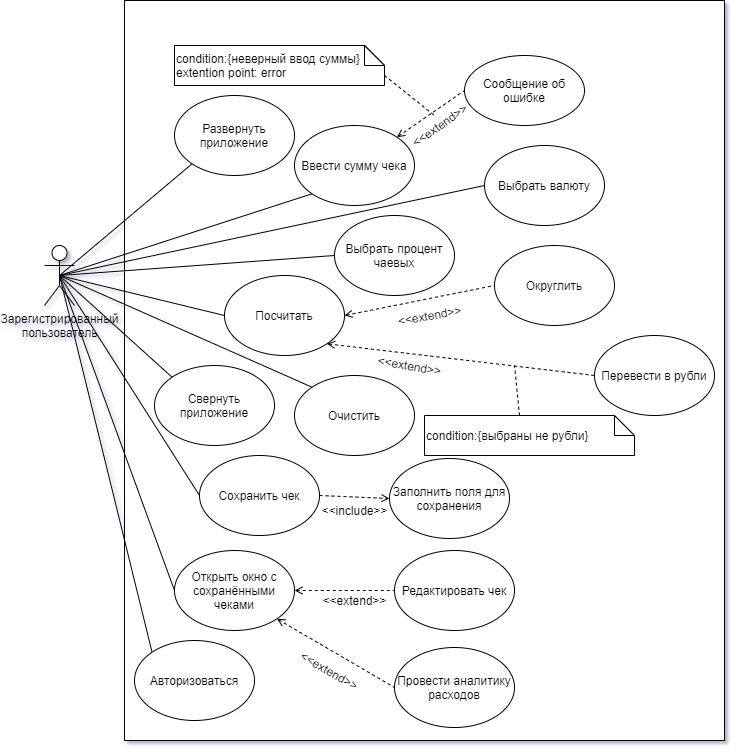 condition:{неверный ввод суммы}
extention point: error
Сообщение об
ошибке
<<extend>>
Развернуть
приложение
Ввести сумму чека
Выбрать валюту
Выбрать процент
чаевых
Зарегистрированный
пользователь
Посчитать
<<extend>>
Округлить
<<extend>>
Перевести в рубли
Свернуть
приложение
Очистить
condition:{выбраны не рубли}
Сохранить чек
<<include>>
Заполнить поля для
сохранения
Открыть окно с
сохранёнными
чеками
<<extend>>
Редактировать чек
<<extend>>
Авторизоваться
Провести аналитику
расходов